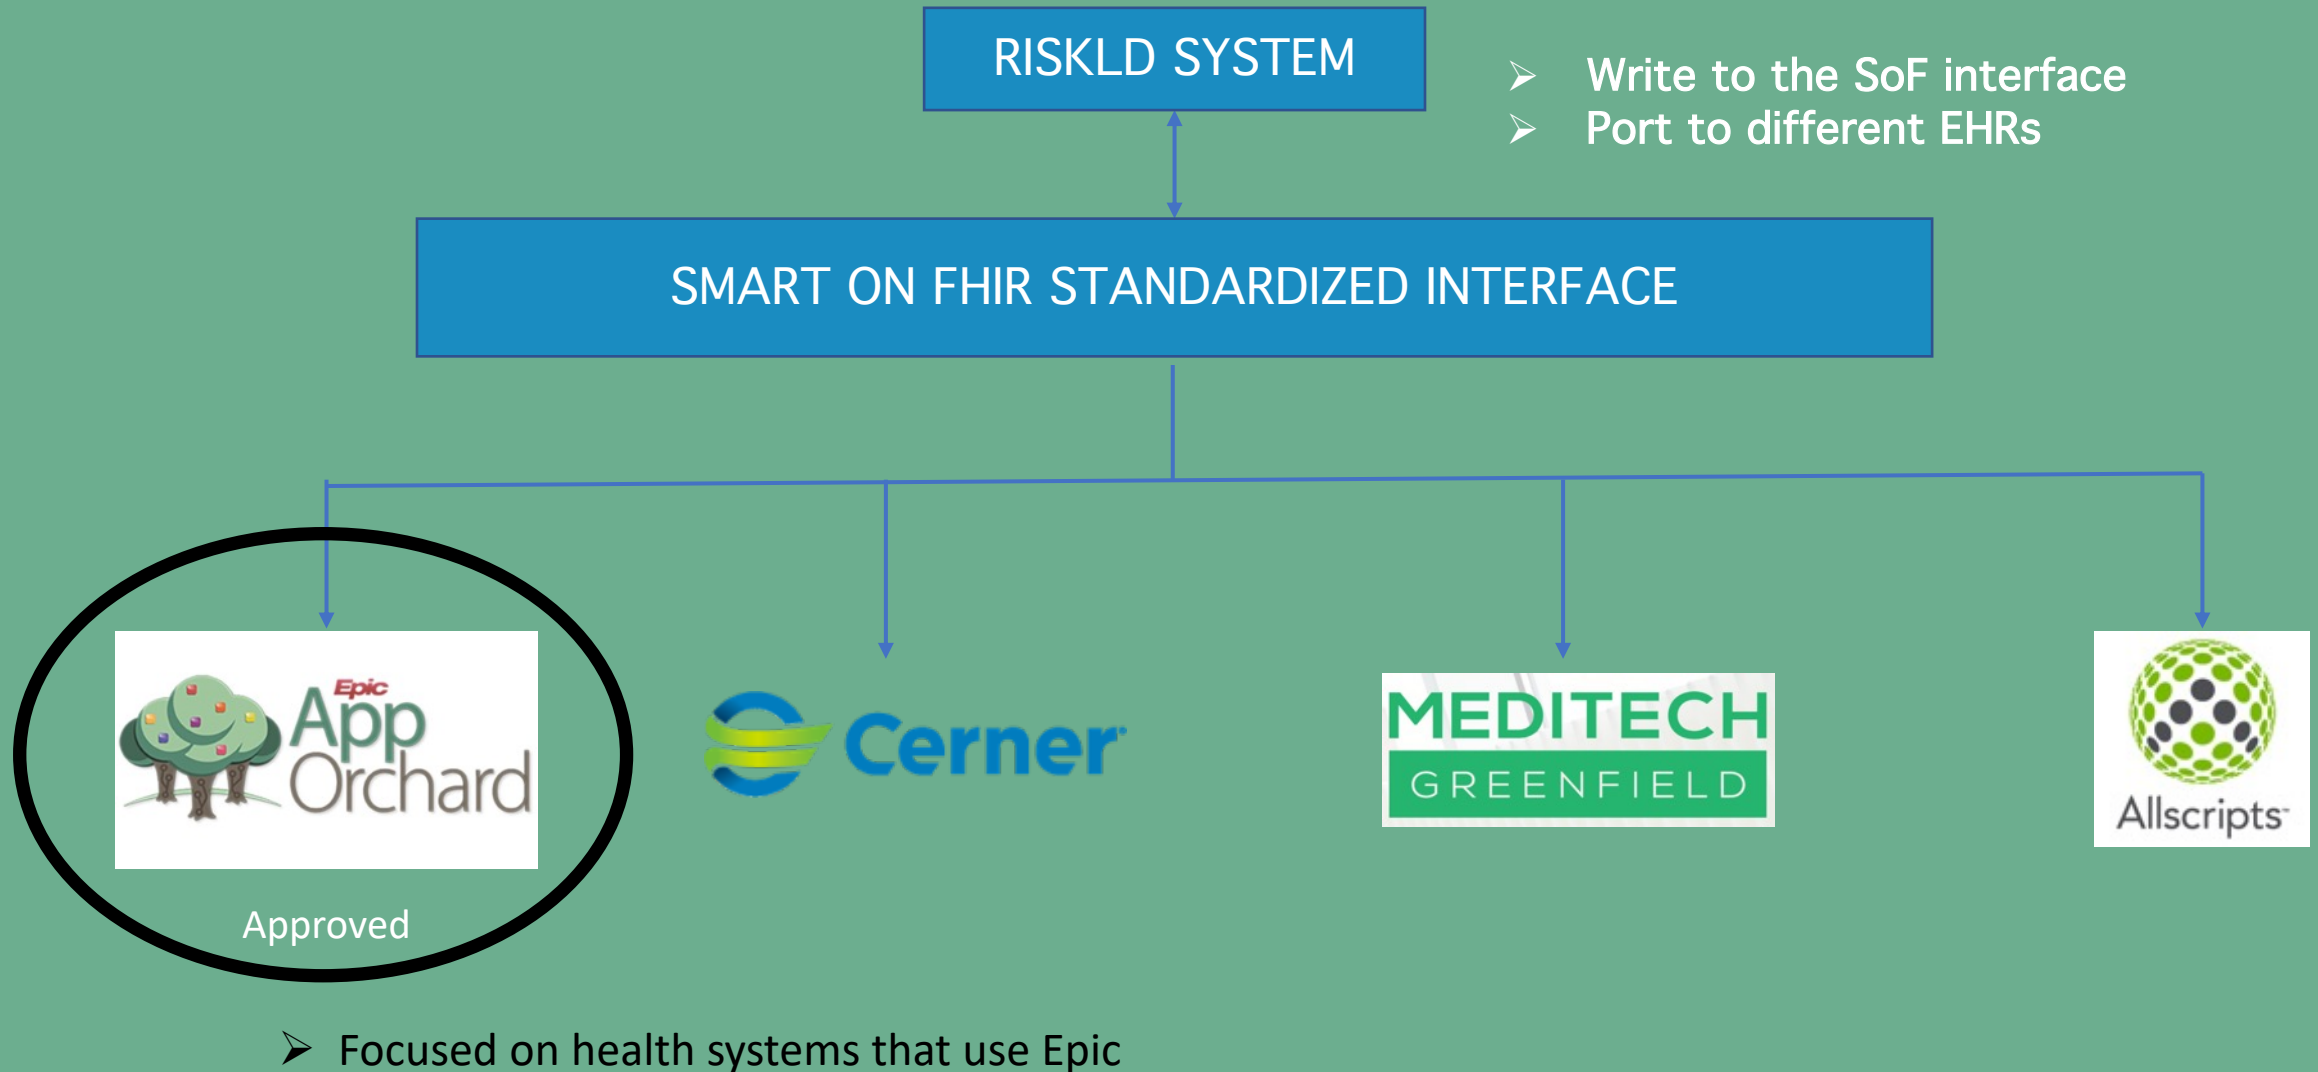 RISKLD SYSTEM
➢ Write to the SoF interface
➢ Port to different EHRs
SMART ON FHIR STANDARDIZED INTERFACE
Epic
App
Orchard
Cerner
MEDITECH
GREENFIELD
Allscripts™
Approved
➢ Focused on health systems that use Epic